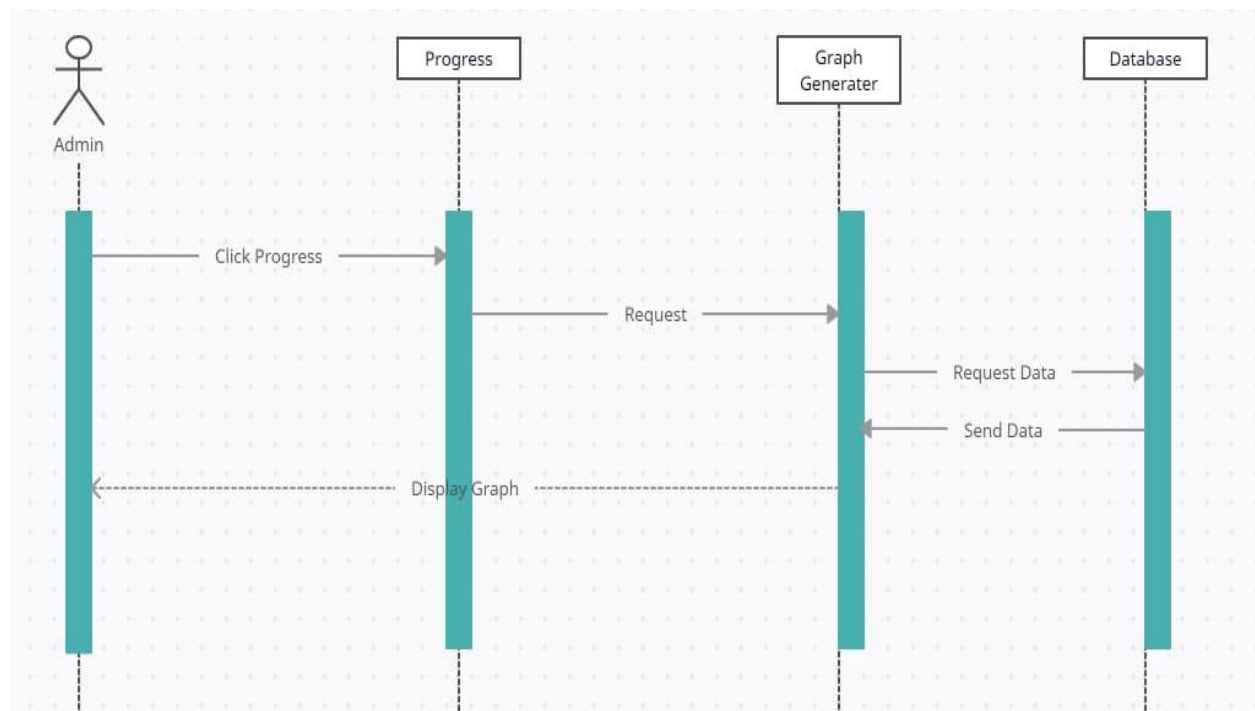 Progress
Graph
Generater
Database
Admin
Click Progress
Request
Request Data
Send Data
Display Graph